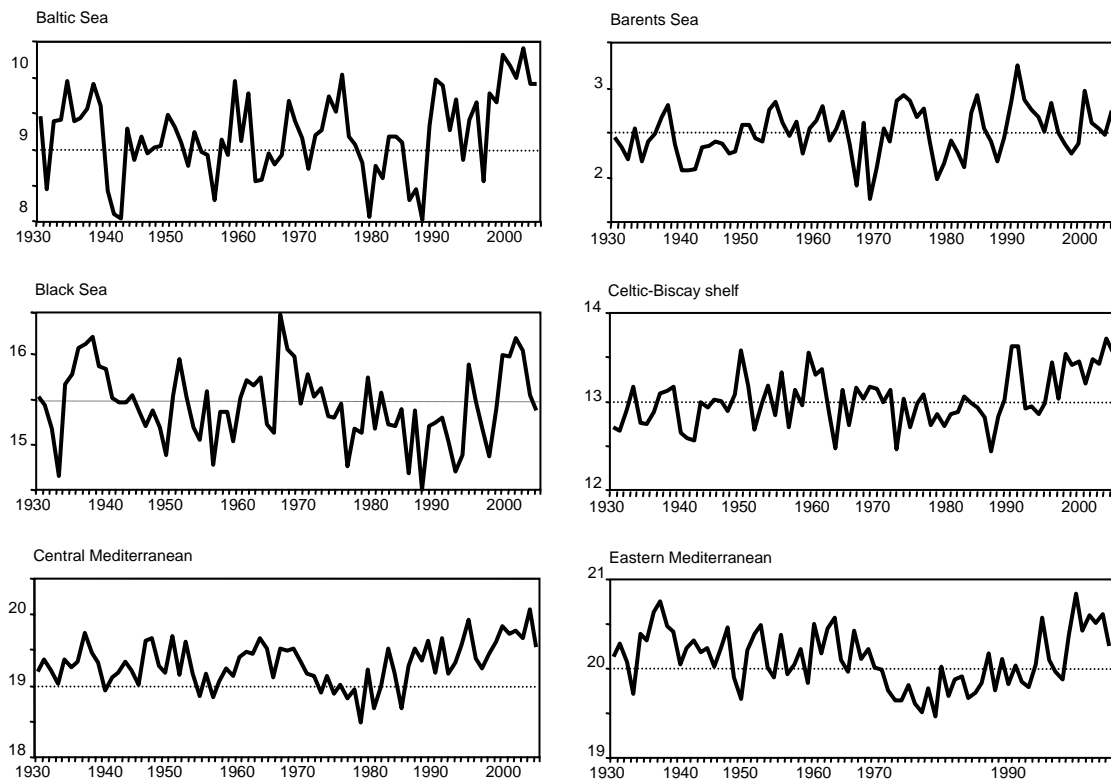 Baltic Sea
10
9
8
1930 1940 1950 1960 1970 1980 1990 2000
Barents Sea
3
2
1930 1940 1950 1960 1970 1980 1990 2000
Black Sea
16
15
1930 1940 1950 1960 1970 1980 1990 2000
Celtic-Biscay shelf
14
13
12
1930 1940 1950 1960 1970 1980 1990 2000
Central Mediterranean
20
19
18
1930 1940 1950 1960 1970 1980 1990 2000
Eastern Mediterranean
21
20
19
1930 1940 1950 1960 1970 1990